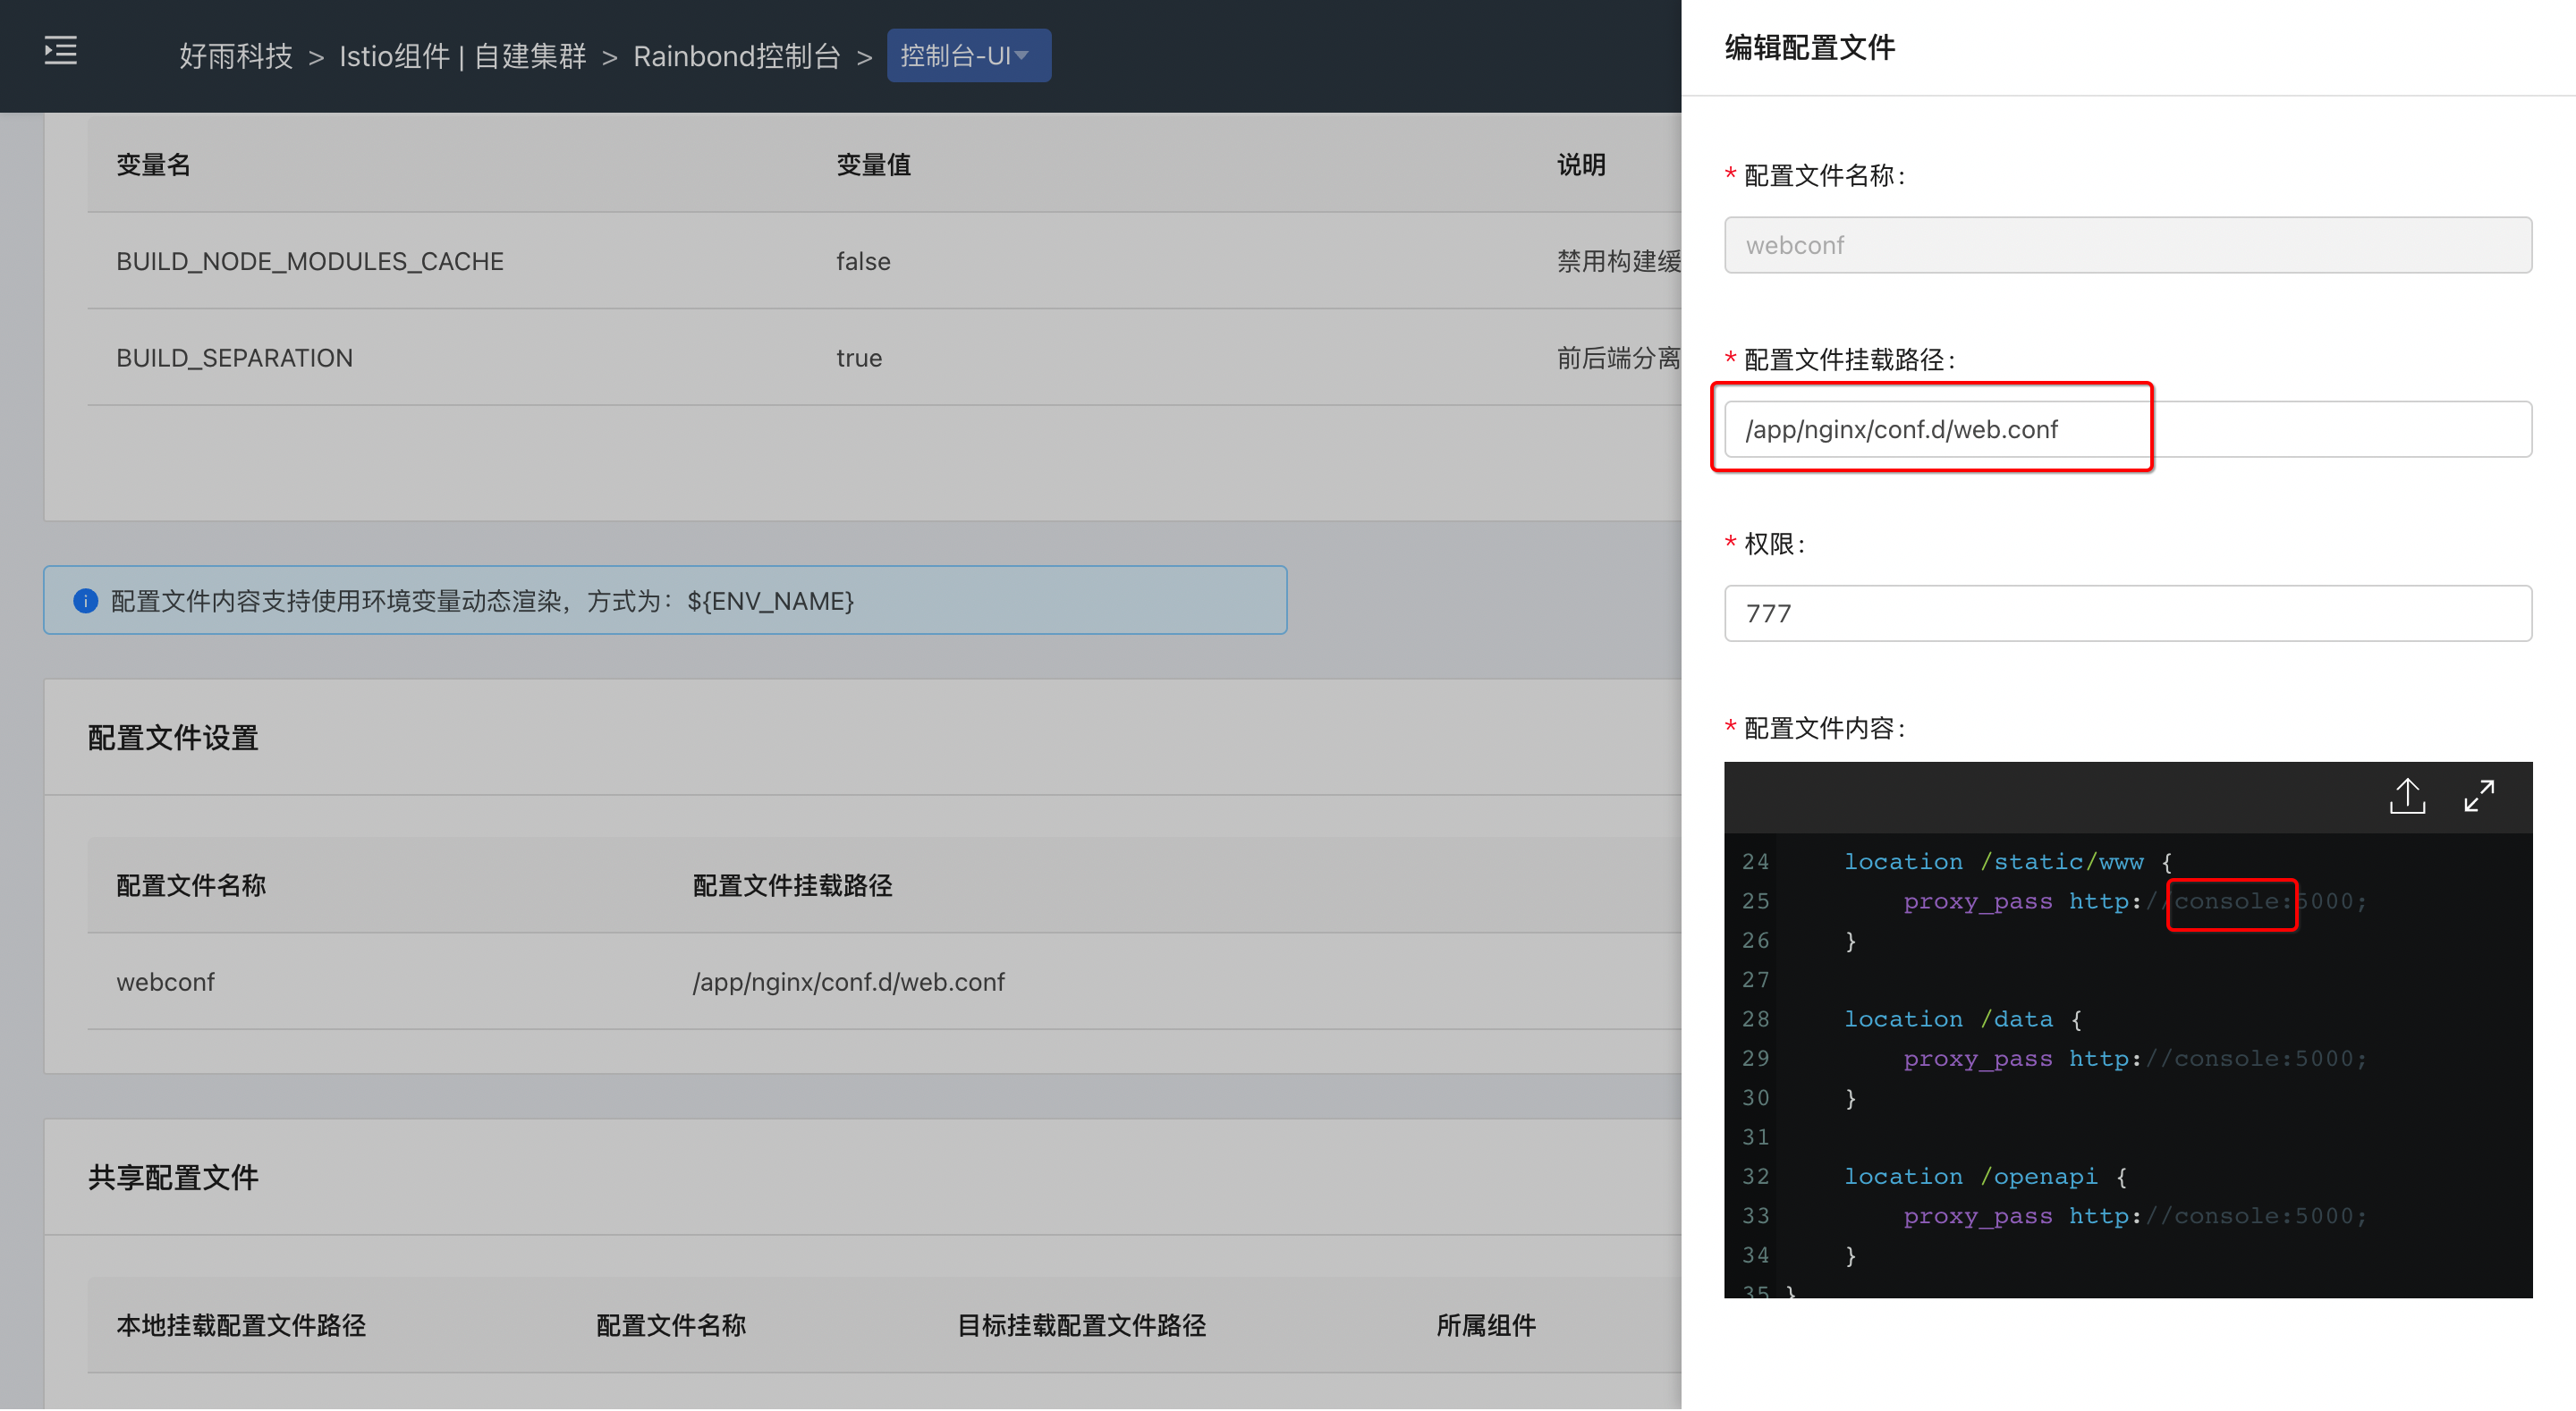 好雨科技 > Istio组件 | 自建集群 > Rainbond控制台 > 控制台-UI
变量名 变量值 说明
BUILD_NODE_MODULES_CACHE false 禁用构建缓
BUILD_SEPARATION true 前后端分离
配置文件内容支持使用环境变量动态渲染，方式为：${ENV_NAME}
配置文件设置
配置文件名称 配置文件挂载路径
webconf /app/nginx/conf.d/web.conf
共享配置文件
本地挂载配置文件路径 配置文件名称 目标挂载配置文件路径 所属组件
编辑配置文件
* 配置文件名称:
webconf
* 配置文件挂载路径:
/app/nginx/conf.d/web.conf
* 权限:
777
* 配置文件内容:
24 location /static/www {
25 proxy_pass http://console:5000;
26 }
27
28 location /data {
29 proxy_pass http://console:5000;
30 }
31
32 location /openapi {
33 proxy_pass http://console:5000;
34 }
35 }